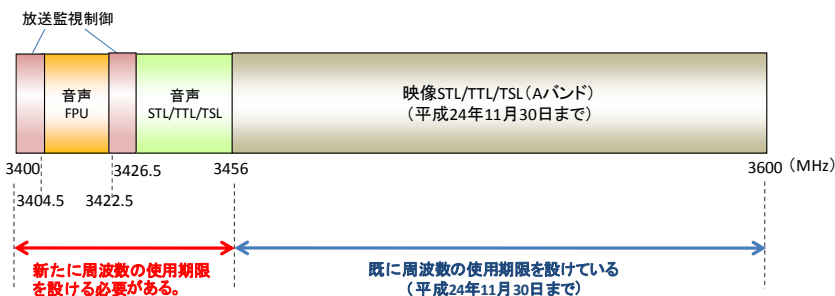 放送監視制御
音声
FPU
音声
STL/TTL/TSL
映像STL/TTL/TSL（Aバンド）
（平成24年11月30日まで）
3400
3426.5
3456
3600（MHz）
3404.5
3422.5
新たに周波数の使用期限
を設ける必要がある。
既に周波数の使用期限を設けている
（平成24年11月30日まで）